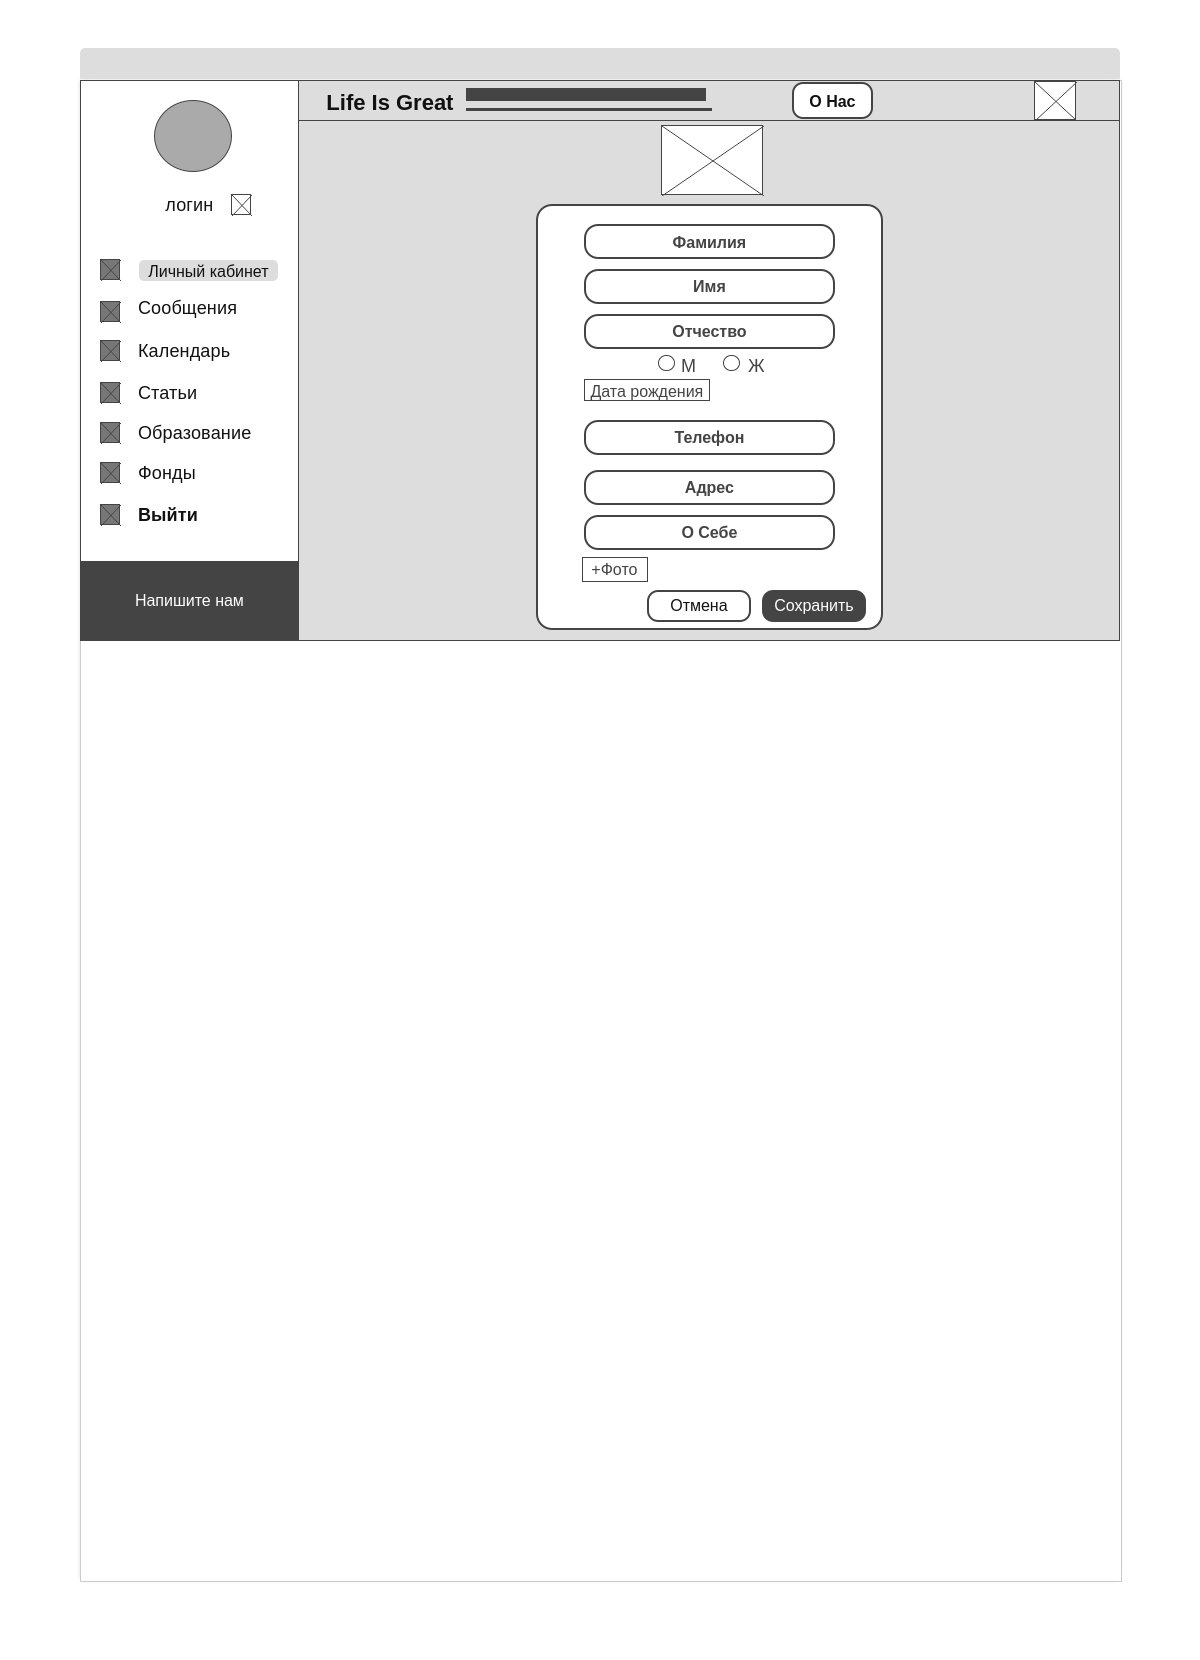 Life Is Great
О Нас
логин
Личный кабинет
Сообщения
Календарь
Статьи
Образование
Фонды
Выйти
Напишите нам
Фамилия
Имя
Отчество
М Ж
Дата рождения
Телефон
Адрес
О Себе
+Фото
Отмена Сохранить